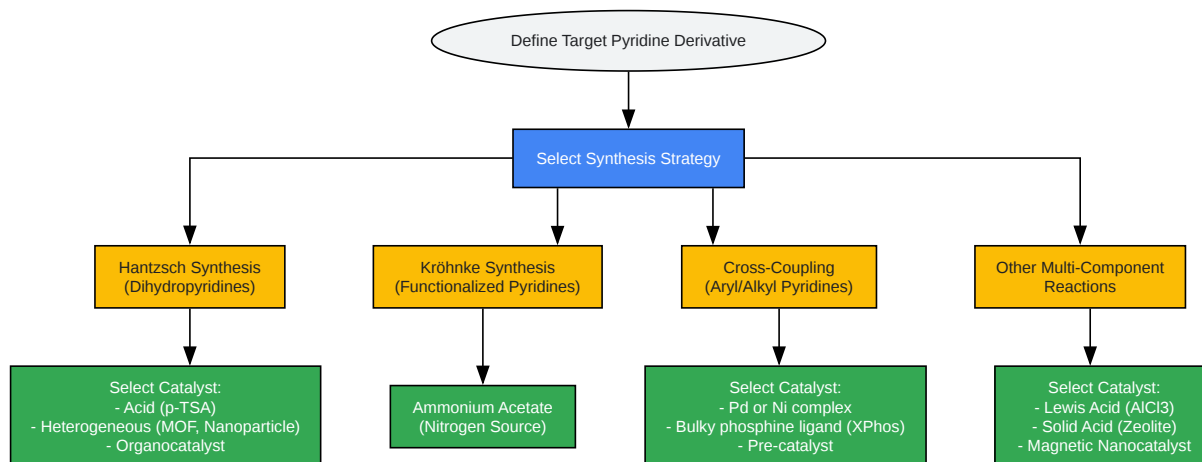 Define Target Pyridine Derivative
Select Synthesis Strategy
Hantzsch Synthesis
(Dihydropyridines)
Kröhnke Synthesis
(Functionalized Pyridines)
Cross-Coupling
(Aryl/Alkyl Pyridines)
Other Multi-Component
Reactions
Select Catalyst:
- Acid (p-TSA)
- Heterogeneous (MOF, Nanoparticle)
- Organocatalyst
Ammonium Acetate
(Nitrogen Source)
Select Catalyst:
- Pd or Ni complex
- Bulky phosphine ligand (XPhos)
- Pre-catalyst
Select Catalyst:
- Lewis Acid (AlCl3)
- Solid Acid (Zeolite)
- Magnetic Nanocatalyst